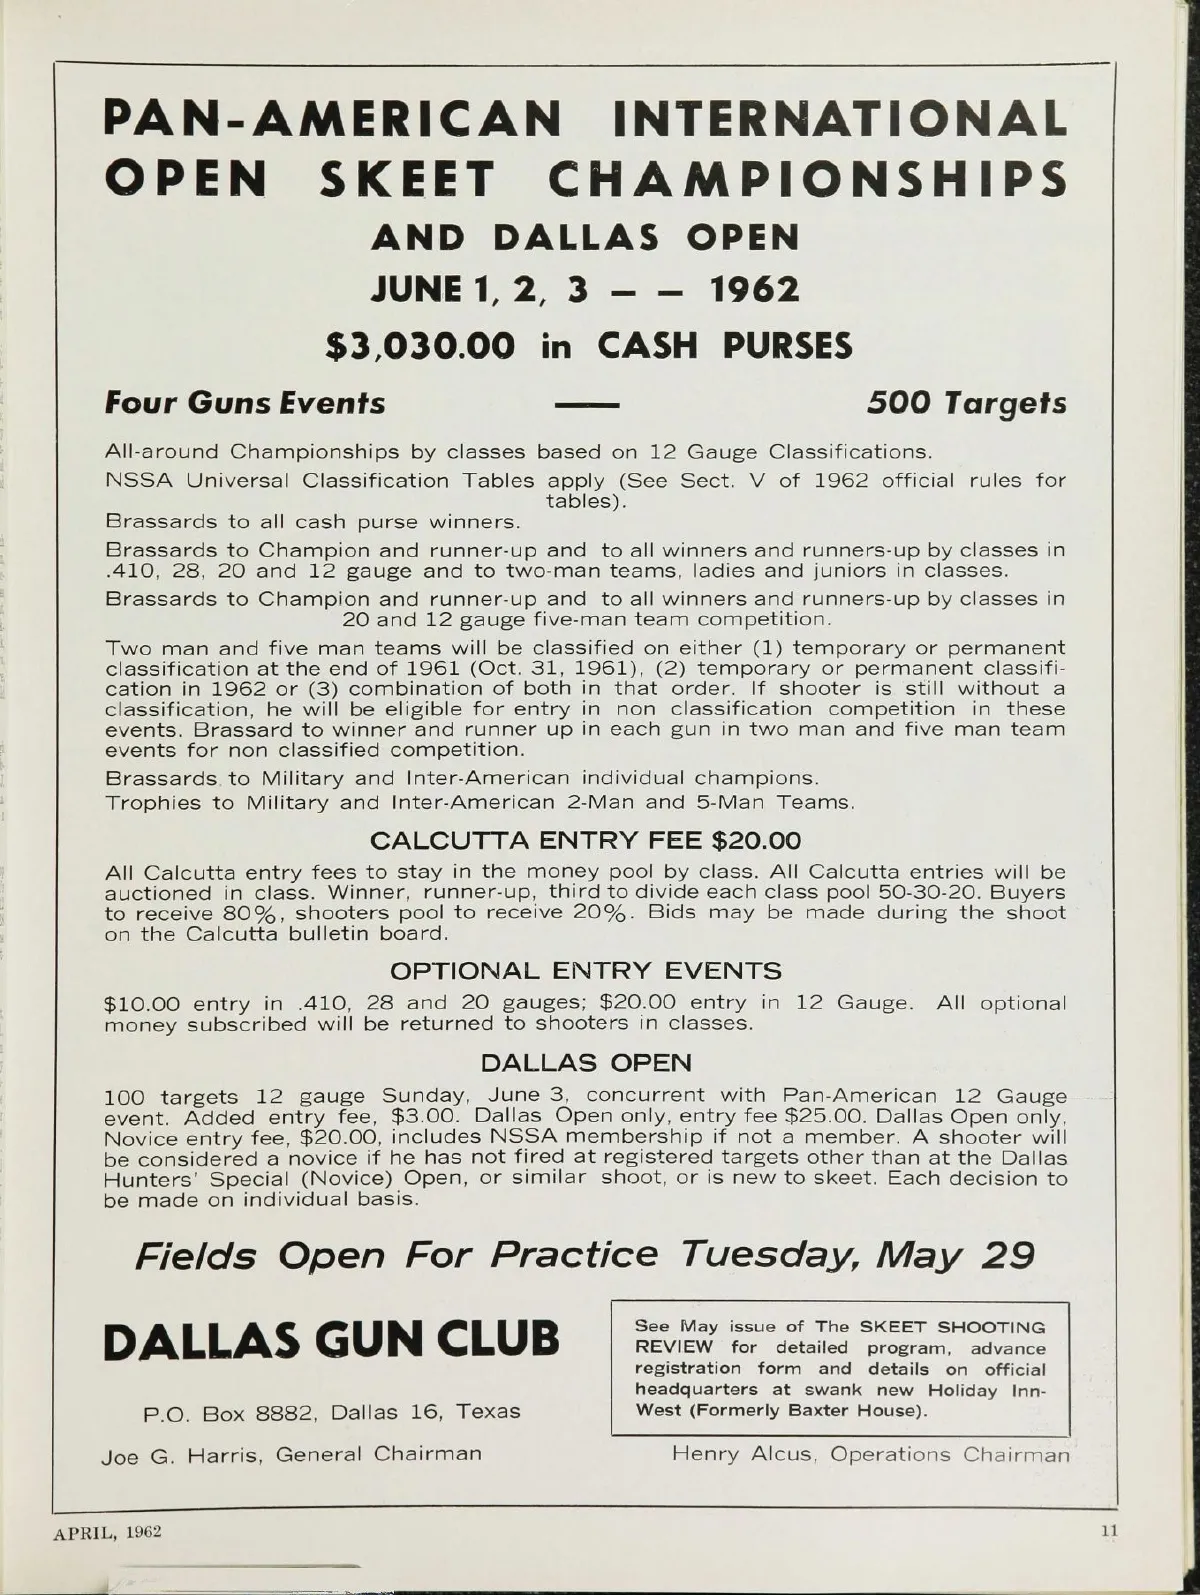 PAN-AMERICAN INTERNATIONAL
OPEN SKEET CHAMPIONSHIPS
AND DALLAS OPEN
JUNE 1, 2, 3 – – 1962
$3,030.00 in CASH PURSES
Four Guns Events — 500 Targets
All-around Championships by classes based on 12 Gauge Classifications.
NSSA Universal Classification Tables apply (See Sect. V of 1962 official rules for
tables).
Brassards to all cash purse winners.
Brassards to Champion and runner-up and to all winners and runners-up by classes in
.410, 28, 20 and 12 gauge and to two-man teams, ladies and juniors in classes.
Brassards to Champion and runner-up and to all winners and runners-up by classes in
20 and 12 gauge five-man team competition.
Two man and five man teams will be classified on either (1) temporary or permanent
classification at the end of 1961 (Oct. 31, 1961), (2) temporary or permanent classifi-
cation in 1962 or (3) combination of both in that order. If shooter is still without a
classification, he will be eligible for entry in non classification competition in these
events. Brassard to winner and runner up in each gun in two man and five man team
events for non classified competition.
Brassards to Military and Inter-American individual champions.
Trophies to Military and Inter-American 2-Man and 5-Man Teams.
CALCUTTA ENTRY FEE $20.00
All Calcutta entry fees to stay in the money pool by class. All Calcutta entries will be
auctioned in class. Winner, runner-up, third to divide each class pool 50-30-20. Buyers
to receive 80%, shooters pool to receive 20%. Bids may be made during the shoot
on the Calcutta bulletin board.
OPTIONAL ENTRY EVENTS
$10.00 entry in .410, 28 and 20 gauges; $20.00 entry in 12 Gauge. All optional
money subscribed will be returned to shooters in classes.
DALLAS OPEN
100 targets 12 gauge Sunday, June 3, concurrent with Pan-American 12 Gauge
event. Added entry fee, $3.00. Dallas Open only, entry fee $25.00. Dallas Open only,
Novice entry fee, $20.00, includes NSSA membership if not a member. A shooter will
be considered a novice if he has not fired at registered targets other than at the Dallas
Hunters' Special (Novice) Open, or similar shoot, or is new to skeet. Each decision to
be made on individual basis.
Fields Open For Practice Tuesday, May 29
DALLAS GUN CLUB
P.O. Box 8882, Dallas 16, Texas
Joe G. Harris, General Chairman
See May issue of The SKEET SHOOTING
REVIEW for detailed program, advance
registration form and details on official
headquarters at swank new Holiday Inn-
West (Formerly Baxter House).
Henry Alcus, Operations Chairman
APRIL, 1962
11